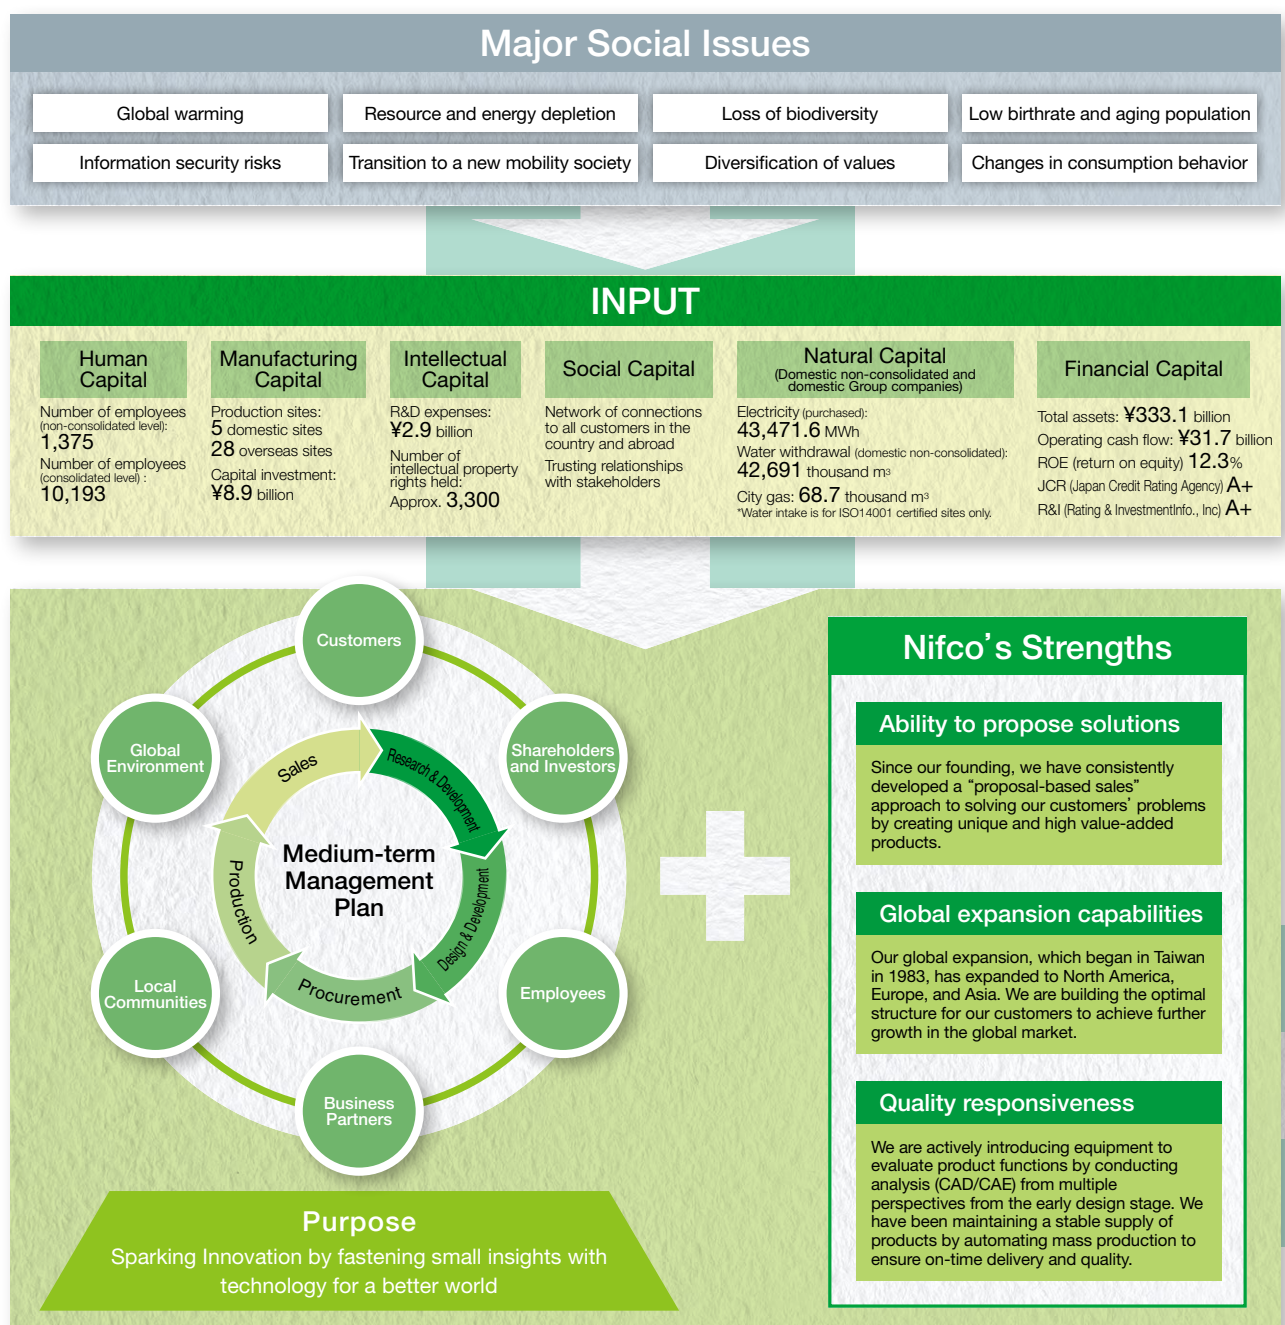 Major Social Issues
Global warming
Resource and energy depletion
Loss of biodiversity
Low birthrate and aging population
Information security risks
Transition to a new mobility society
Diversification of values
Changes in consumption behavior
INPUT
Human
Capital
Number of employees
(non-consolidated level):
1,375
Number of employees
(consolidated level) :
10,193
Manufacturing
Capital
Production sites:
5 domestic sites
28 overseas sites
Capital investment:
¥8.9 billion
Intellectual
Capital
R&D expenses:
¥2.9 billion
Number of
intellectual property
rights held:
Approx. 3,300
Social Capital
Network of connections
to all customers in the
country and abroad
Trusting relationships
with stakeholders
Natural Capital
(Domestic non-consolidated and
domestic Group companies)
Electricity (purchased):
43,471.6 MWh
Water withdrawal (domestic non-consolidated):
42,691 thousand m³
City gas: 68.7 thousand m³
*Water intake is for ISO14001 certified sites only.
Financial Capital
Total assets: ¥333.1 billion
Operating cash flow: ¥31.7 billion
ROE (return on equity) 12.3%
JCR (Japan Credit Rating Agency) A+
R&I (Rating & InvestmentInfo., Inc) A+
Customers
Shareholders
and Investors
Employees
Business
Partners
Local
Communities
Global
Environment
Research & Development
Design & Development
Procurement
Production
Sales
Medium-term
Management
Plan
Purpose
Sparking Innovation by fastening small insights with
technology for a better world
Nifco's Strengths
Ability to propose solutions
Since our founding, we have consistently
developed a “proposal-based sales”
approach to solving our customers' problems
by creating unique and high value-added
products.
Global expansion capabilities
Our global expansion, which began in Taiwan
in 1983, has expanded to North America,
Europe, and Asia. We are building the optimal
structure for our customers to achieve further
growth in the global market.
Quality responsiveness
We are actively introducing equipment to
evaluate product functions by conducting
analysis (CAD/CAE) from multiple
perspectives from the early design stage. We
have been maintaining a stable supply of
products by automating mass production to
ensure on-time delivery and quality.